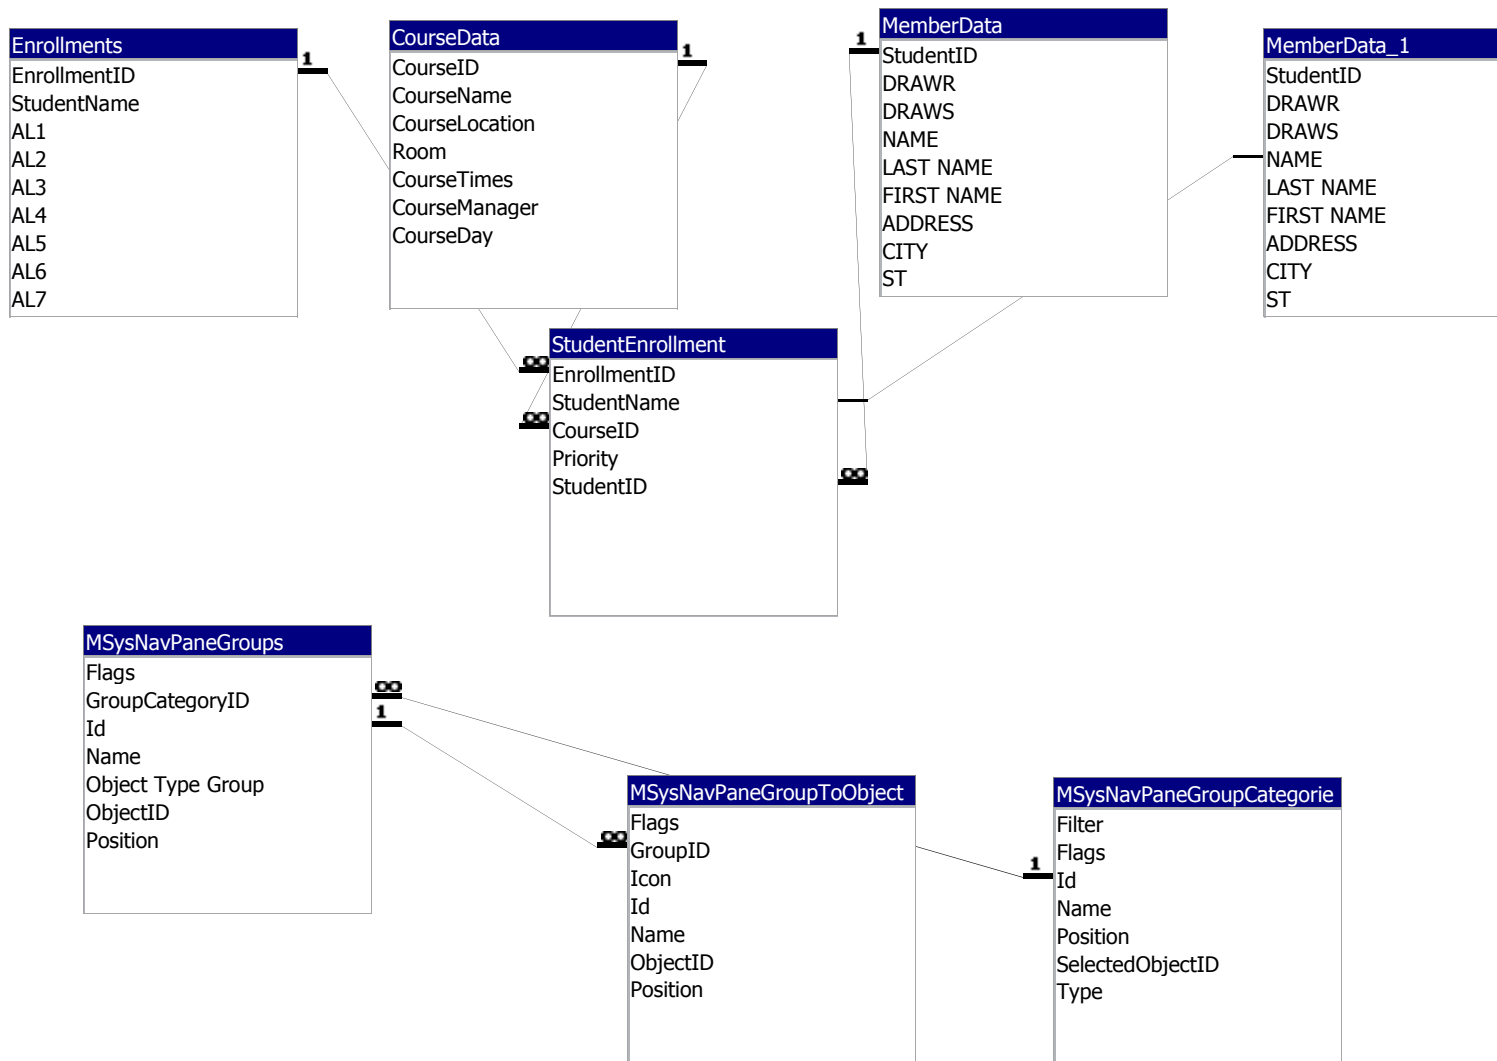 Enrollments
EnrollmentID
StudentName
AL1
AL2
AL3
AL4
AL5
AL6
AL7
1
CourseData
CourseID
CourseName
CourseLocation
Room
CourseTimes
CourseManager
CourseDay
1
MemberData
StudentID
DRAWR
DRAWS
NAME
LAST NAME
FIRST NAME
ADDRESS
CITY
ST
1
MemberData_1
StudentID
DRAWR
DRAWS
NAME
LAST NAME
FIRST NAME
ADDRESS
CITY
ST
StudentEnrollment
EnrollmentID
StudentName
CourseID
Priority
StudentID
∞
∞
∞
MSysNavPaneGroups
Flags
GroupCategoryID
Id
Name
Object Type Group
ObjectID
Position
∞
1
MSysNavPaneGroupToObject
Flags
GroupID
Icon
Id
Name
ObjectID
Position
∞
MSysNavPaneGroupCategorie
Filter
Flags
Id
Name
Position
SelectedObjectID
Type
1